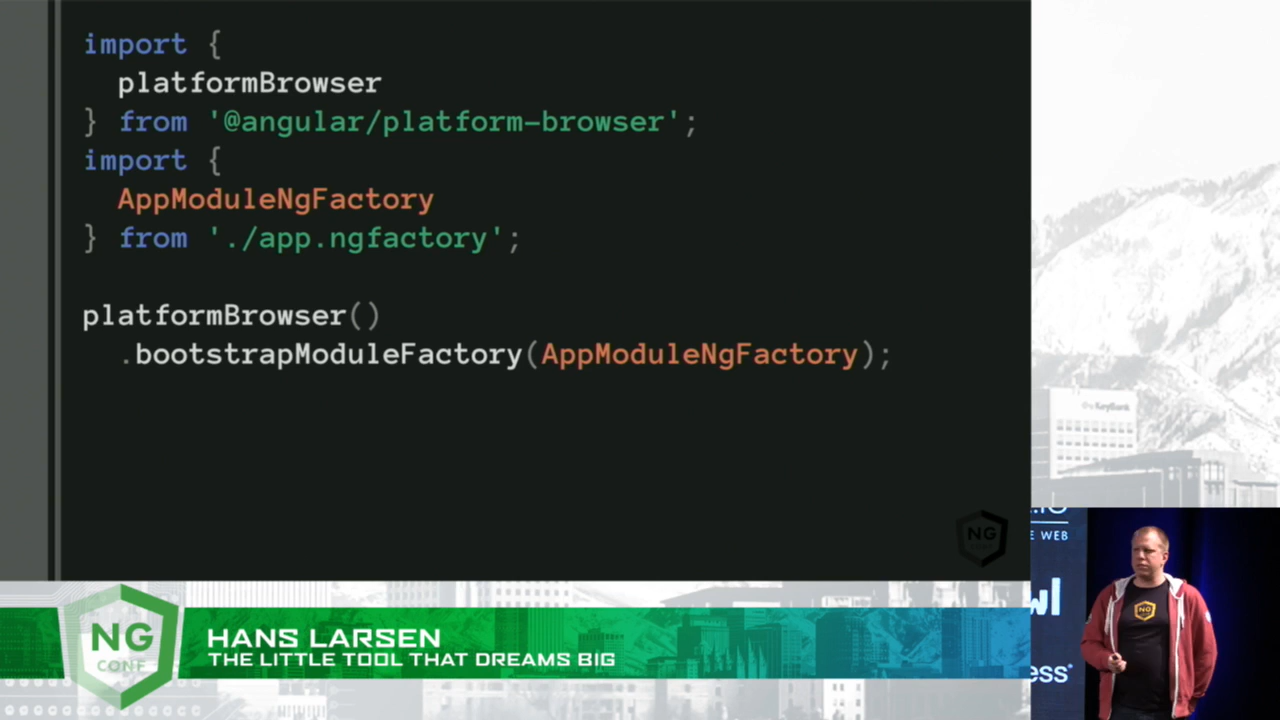 import {
  platformBrowser
} from '@angular/platform-browser';
import {
  AppModuleNgFactory
} from './app.ngfactory';
platformBrowser()
  .bootstrapModuleFactory(AppModuleNgFactory);
NG
KeyBank
E WEB
ess
NG
NG
CONF
HANS LARSEN
THE LITTLE TOOL THAT DREAMS BIG